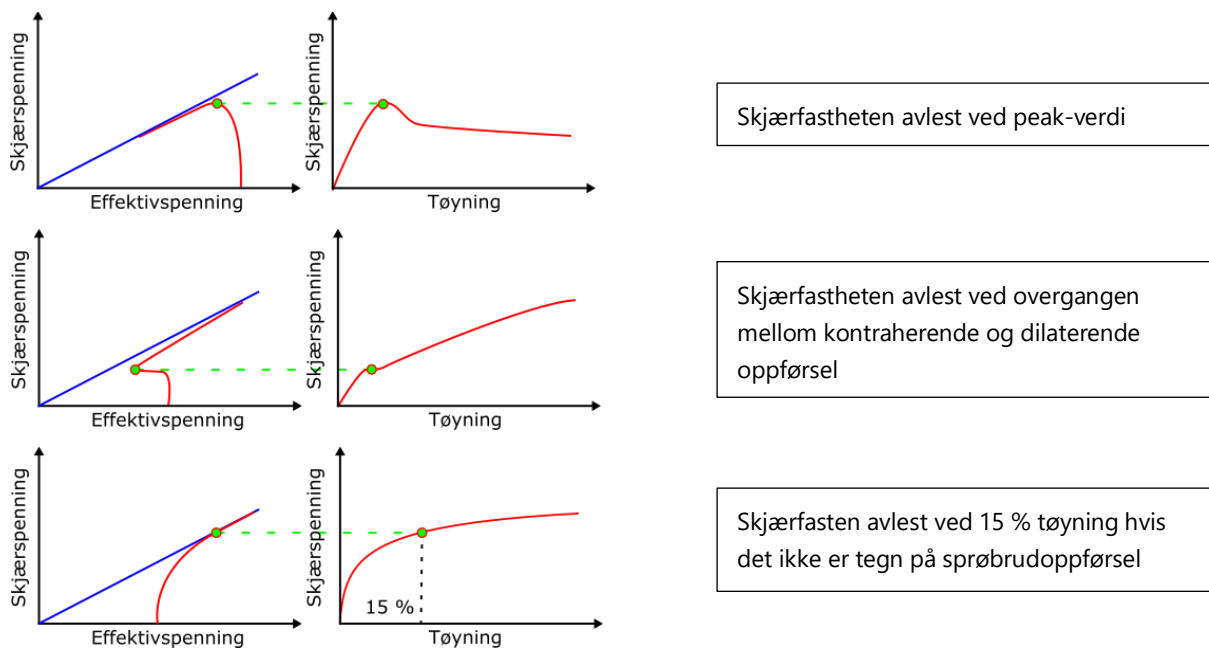 Skjærspenning
Effektivspenning
Skjærspenning
Tøyning
Skjærfastheten avlest ved peak-verdi
Skjærspenning
Effektivspenning
Skjærspenning
Tøyning
Skjærfastheten avlest ved overgangen
mellom kontraherende og dilaterende
oppførsel
Skjærspenning
Effektivspenning
Skjærspenning
15 %
Tøyning
Skjærfasten avlest ved 15 % tøyning hvis
det ikke er tegn på sprøbrudoppførsel